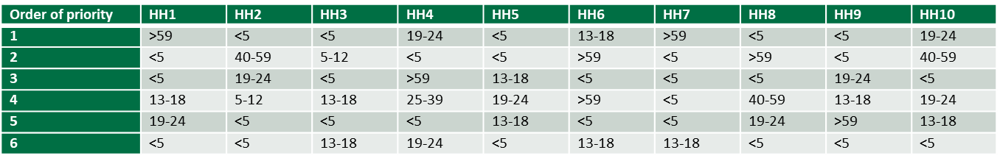 Order of priority HH1 HH2 HH3 HH4 HH5 HH6 HH7 HH8 HH9 HH10
1 >59 <5 <5 19-24 <5 13-18 >59 <5 <5 19-24
2 <5 40-59 5-12 <5 <5 >59 <5 >59 <5 40-59
3 <5 19-24 <5 >59 13-18 <5 <5 <5 19-24 <5
4 13-18 5-12 13-18 25-39 19-24 >59 <5 40-59 13-18 19-24
5 19-24 <5 <5 <5 13-18 <5 <5 19-24 >59 13-18
6 <5 <5 13-18 19-24 <5 13-18 13-18 <5 <5 <5